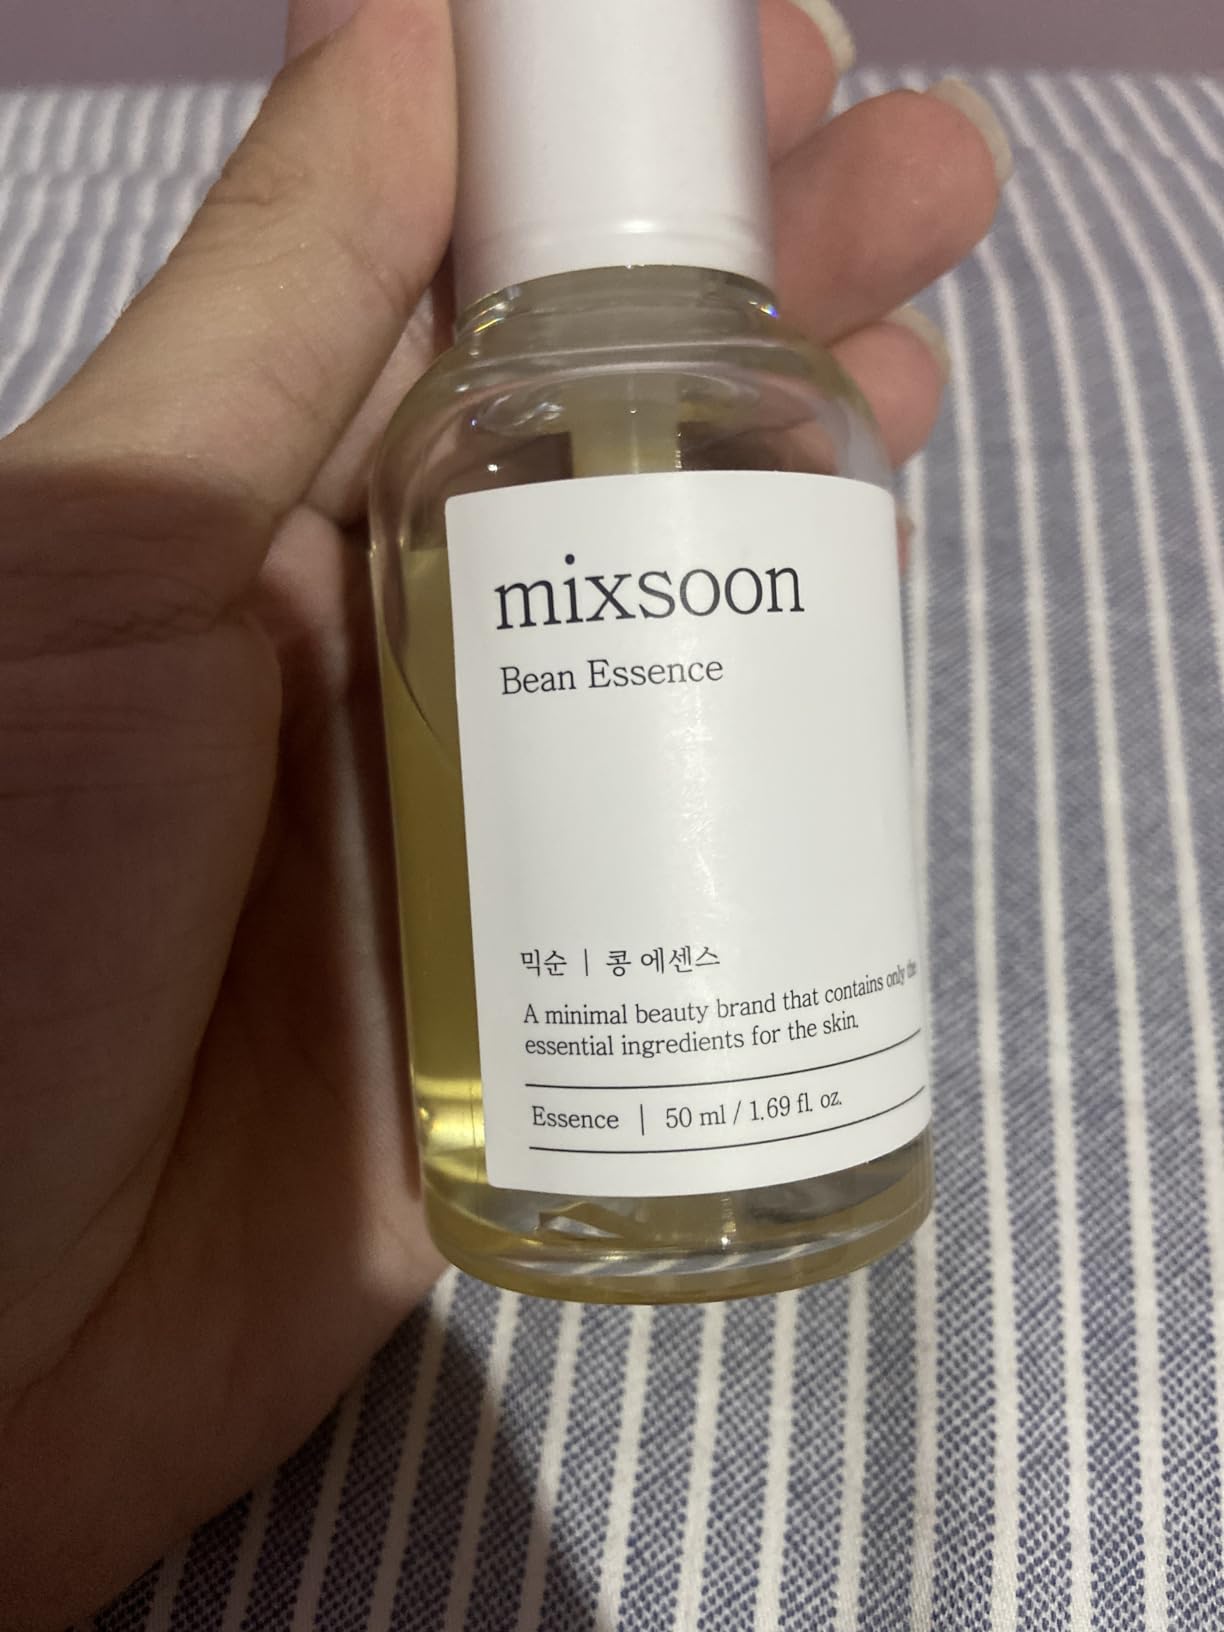 mixsoon
Bean Essence
믹순 | 콩 에센스
A minimal beauty brand that contains only the
essential ingredients for the skin.
Essence | 50 ml / 1.69 fl. oz.